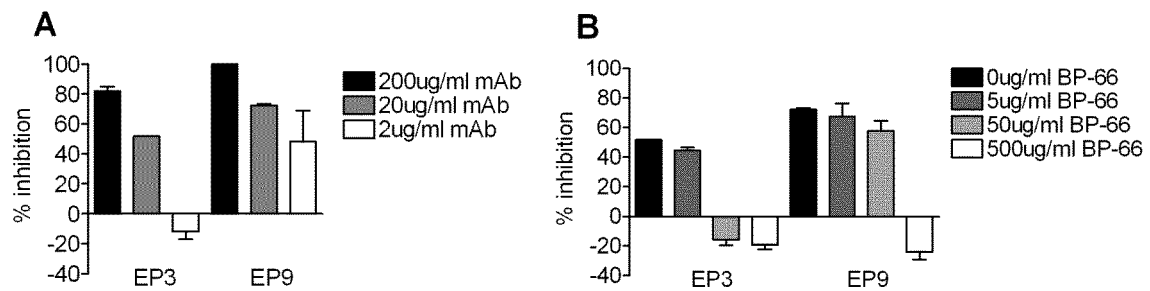 A
% inhibition
100
80
60
40
20
0
-20
-40
EP3
EP9
200ug/ml mAb
20ug/ml mAb
2ug/ml mAb
B
% inhibition
100
80
60
40
20
0
-20
-40
EP3
EP9
0ug/ml BP-66
5ug/ml BP-66
50ug/ml BP-66
500ug/ml BP-66